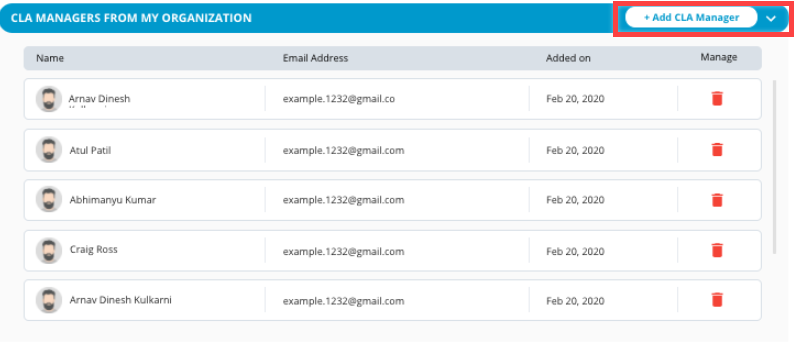 CLA MANAGERS FROM MY ORGANIZATION + Add CLA Manager
Name Email Address Added on Manage
Arnav Dinesh example.1232@gmail.co Feb 20, 2020
Atul Patil example.1232@gmail.com Feb 20, 2020
Abhimanyu Kumar example.1232@gmail.com Feb 20, 2020
Craig Ross example.1232@gmail.com Feb 20, 2020
Arnav Dinesh Kulkarni example.1232@gmail.com Feb 20, 2020